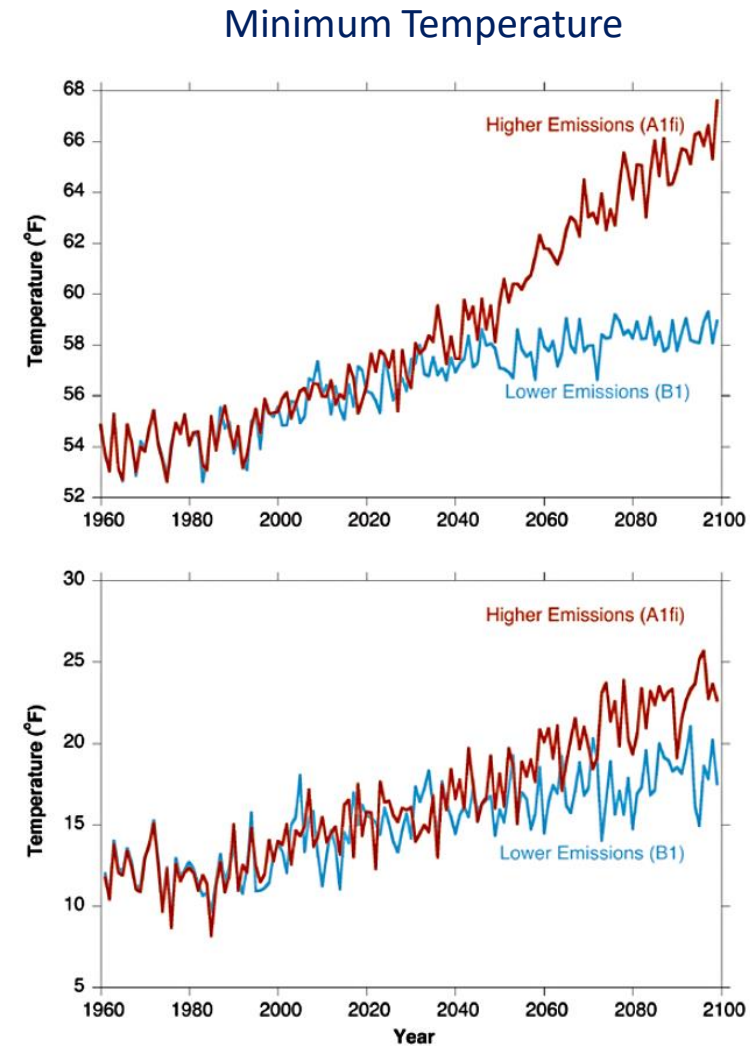 Minimum Temperature
68
66
64
62
60
58
56
54
52
Temperature (°F)
Higher Emissions (A1fi)
Lower Emissions (B1)
1960 1980 2000 2020 2040 2060 2080 2100
30
25
20
15
10
5
Temperature (°F)
Higher Emissions (A1fi)
Lower Emissions (B1)
1960 1980 2000 2020 2040 2060 2080 2100
Year